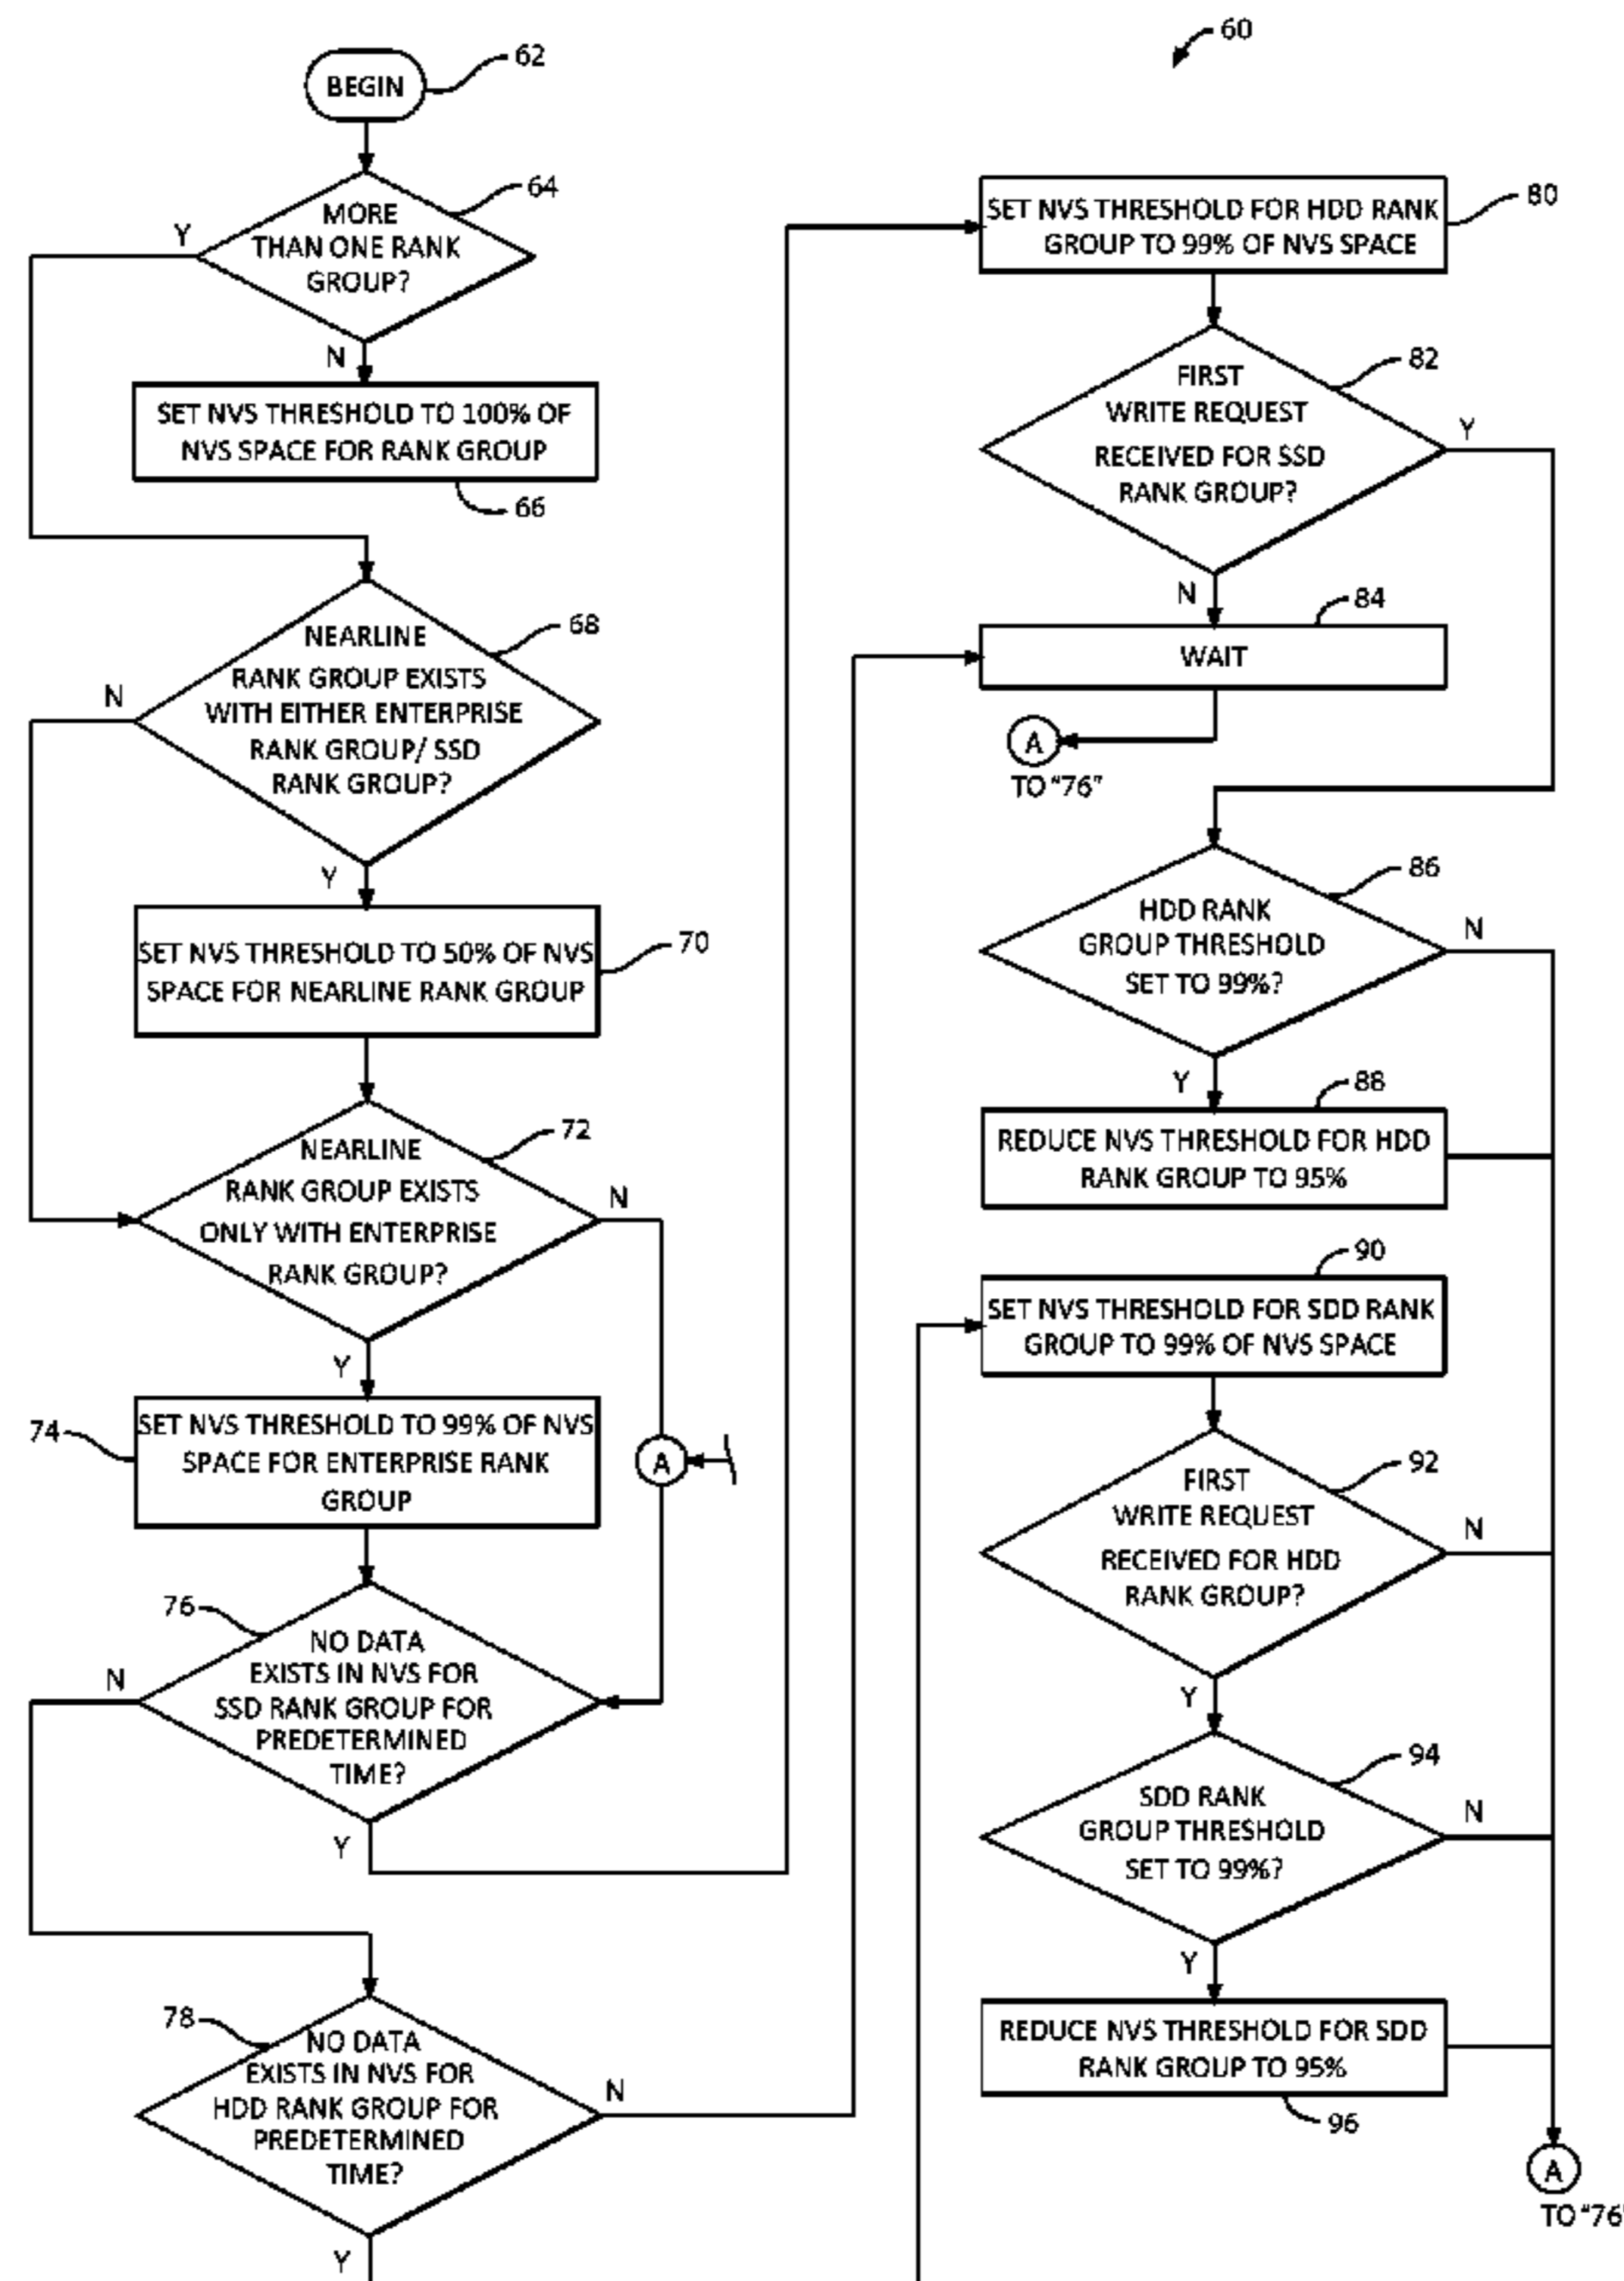 60
BEGIN
62
MORE
THAN ONE RANK
GROUP?
64
Y
N
SET NVS THRESHOLD TO 100% OF
NVS SPACE FOR RANK GROUP
66
NEARLINE
RANK GROUP EXISTS
WITH EITHER ENTERPRISE
RANK GROUP/ SSD
RANK GROUP?
68
N
Y
SET NVS THRESHOLD TO 50% OF NVS
SPACE FOR NEARLINE RANK GROUP
70
NEARLINE
RANK GROUP EXISTS
ONLY WITH ENTERPRISE
RANK GROUP?
72
N
Y
74
SET NVS THRESHOLD TO 99% OF NVS
SPACE FOR ENTERPRISE RANK
GROUP
A
76
NO DATA
EXISTS IN NVS FOR
SSD RANK GROUP FOR
PREDETERMINED
TIME?
N
Y
78
NO DATA
EXISTS IN NVS FOR
HDD RANK GROUP FOR
PREDETERMINED
TIME?
N
Y
SET NVS THRESHOLD FOR HDD RANK
GROUP TO 99% OF NVS SPACE
80
FIRST
WRITE REQUEST
RECEIVED FOR SSD
RANK GROUP?
82
Y
N
84
WAIT
A
TO "76"
HDD RANK
GROUP THRESHOLD
SET TO 99%?
86
N
Y
88
REDUCE NVS THRESHOLD FOR HDD
RANK GROUP TO 95%
90
SET NVS THRESHOLD FOR SDD RANK
GROUP TO 99% OF NVS SPACE
FIRST
WRITE REQUEST
RECEIVED FOR HDD
RANK GROUP?
92
N
Y
SDD RANK
GROUP THRESHOLD
SET TO 99%?
94
N
Y
REDUCE NVS THRESHOLD FOR SDD
RANK GROUP TO 95%
96
A
TO "76"